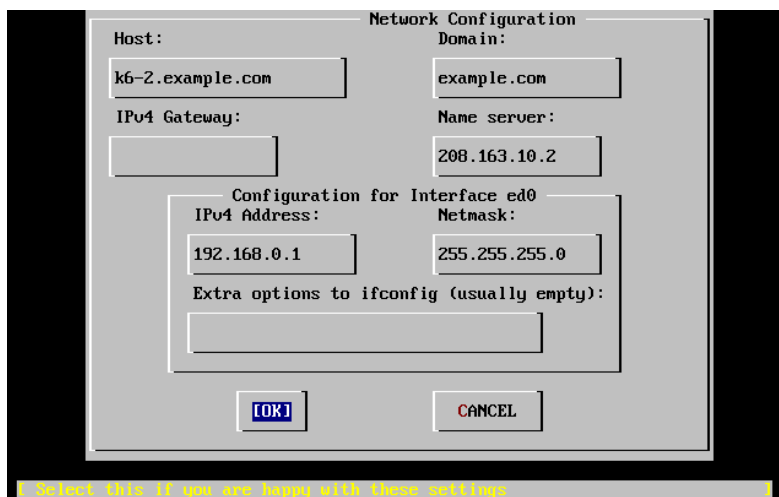 Network Configuration
Host: Domain:
k6-2.example.com example.com
IPv4 Gateway: Name server:
208.163.10.2
Configuration for Interface ed0
IPv4 Address: Netmask:
192.168.0.1 255.255.255.0
Extra options to ifconfig (usually empty):
[OK] CANCEL
[ Select this if you are happy with these settings ]